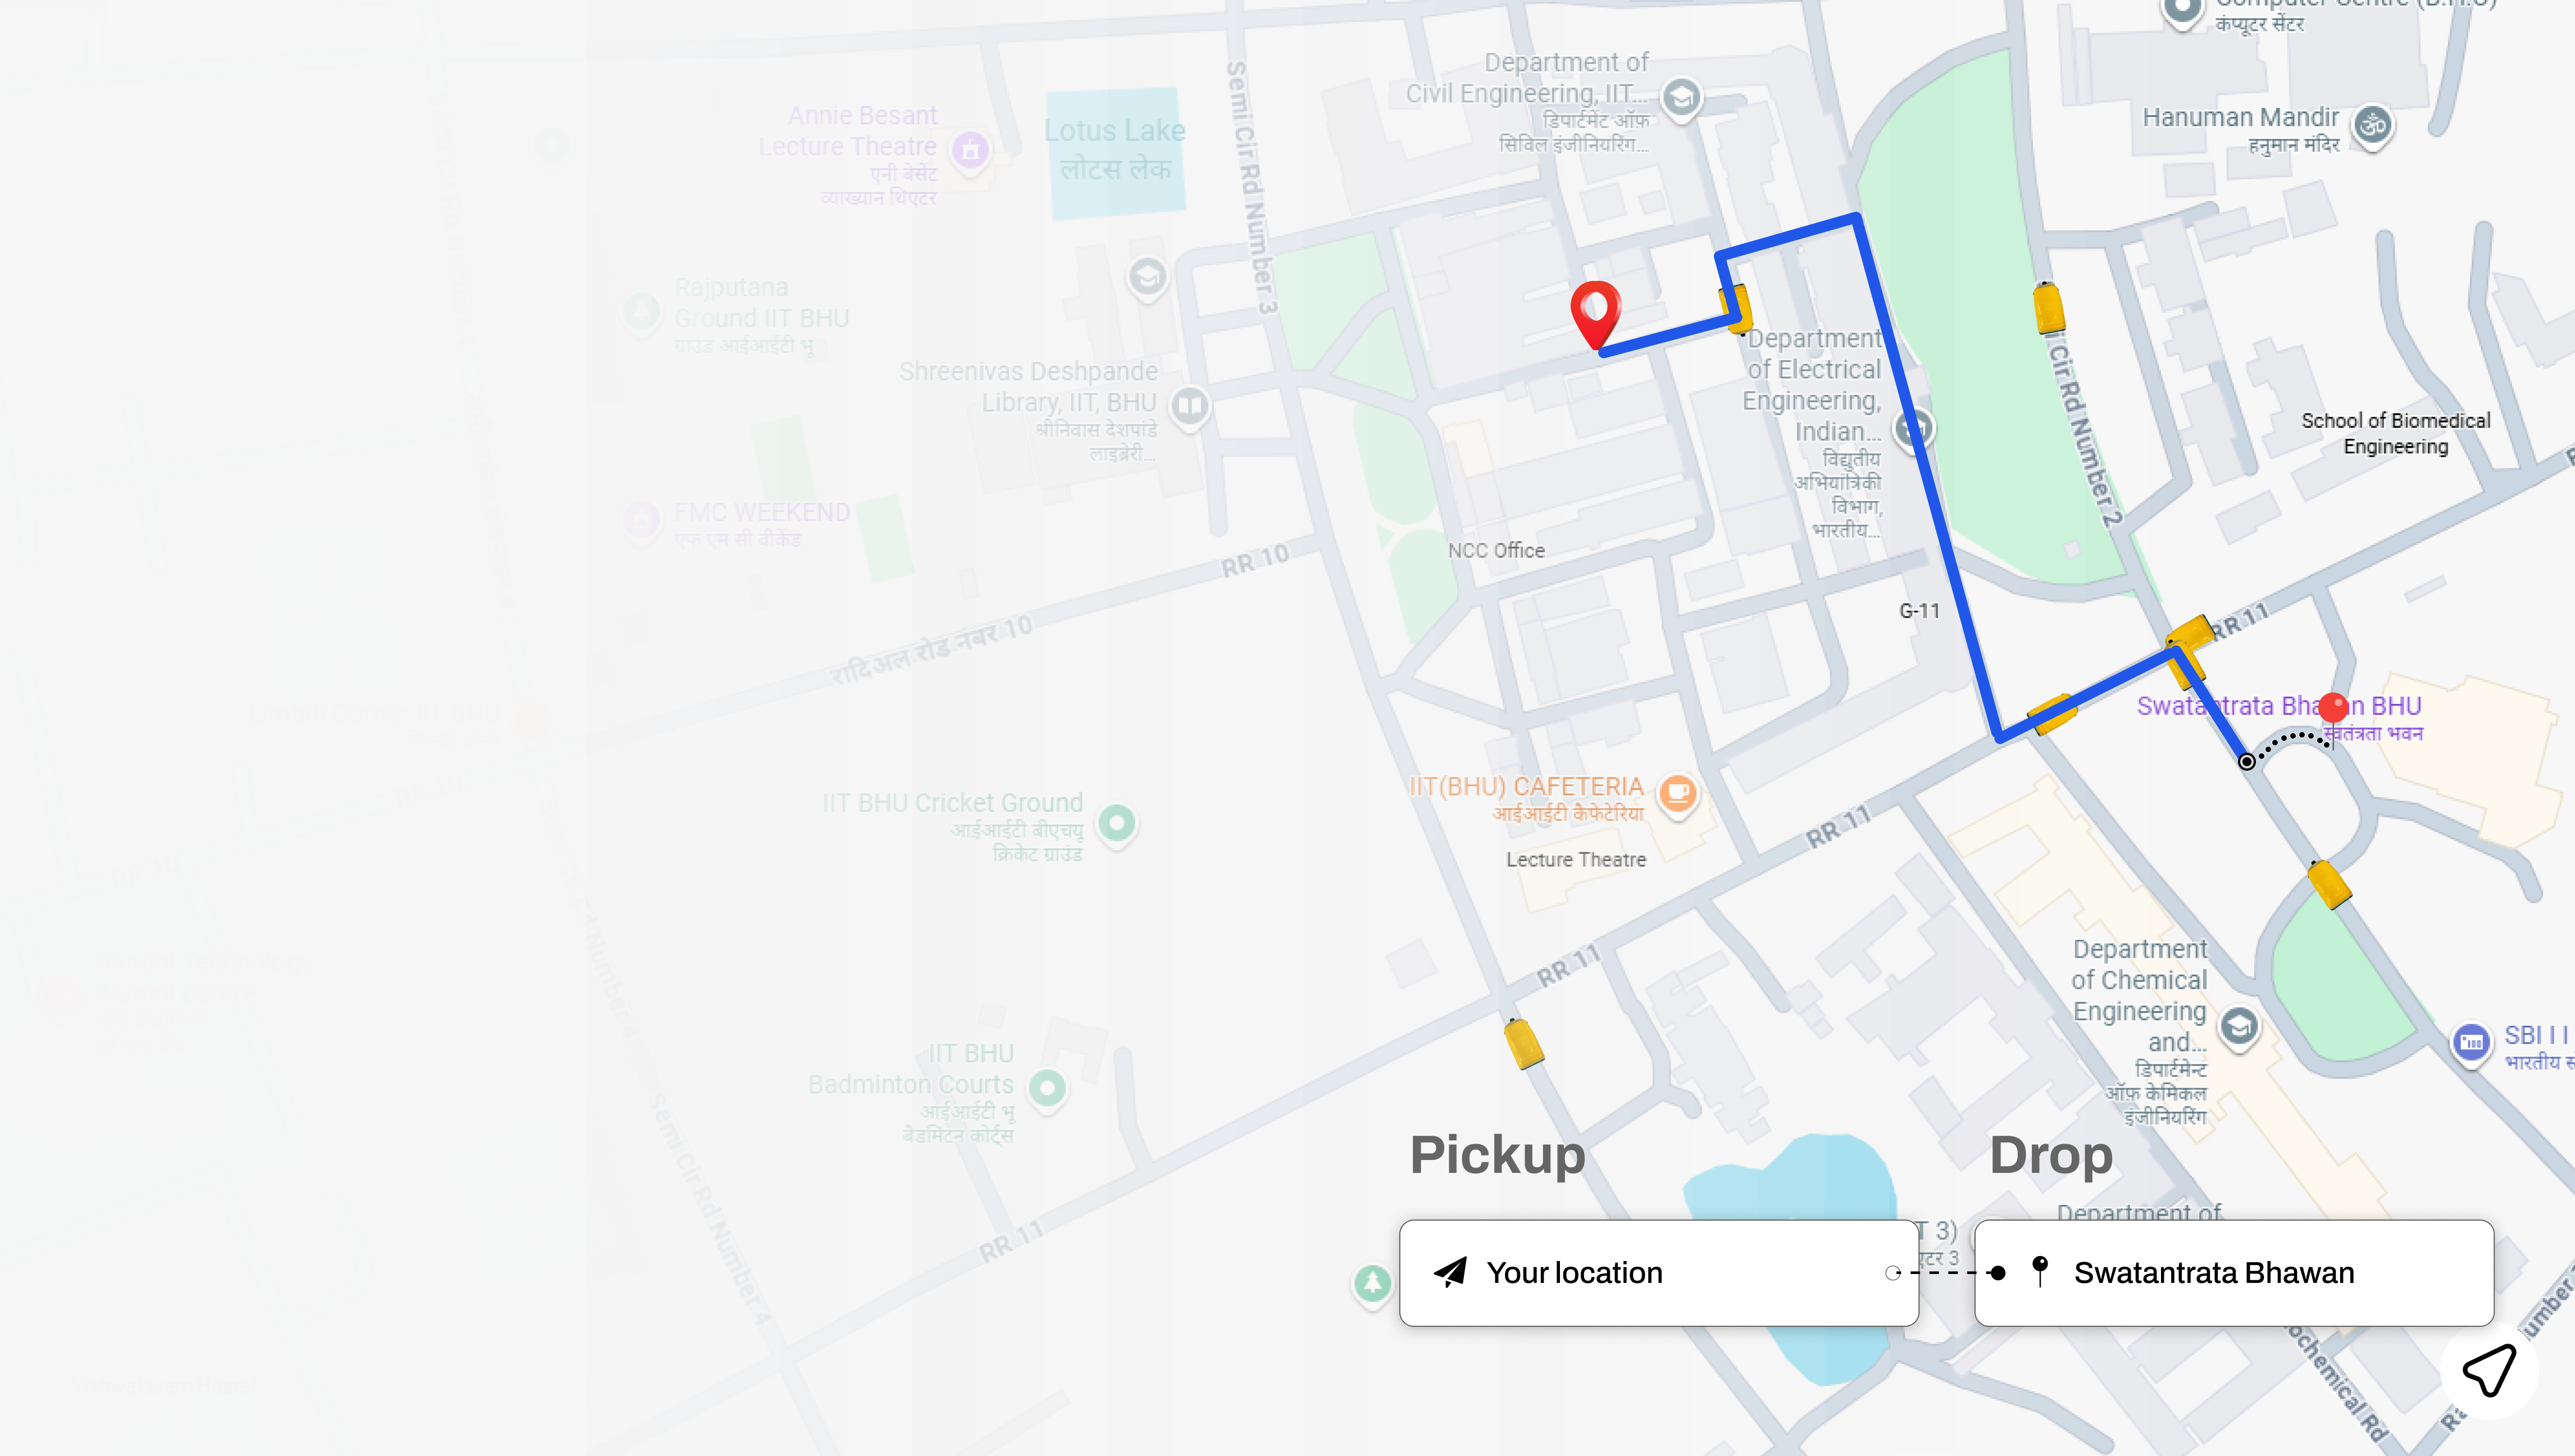 कंप्यूटर सेंटर
Hanuman Mandir
हनुमान मंदिर
Department of
Civil Engineering, IIT...
डिपार्टमेंट ऑफ़
सिविल इंजीनियरिंग...
Annie Besant
Lecture Theatre
एनी बेसेंट
व्याख्यान थिएटर
Lotus Lake
लोटस लेक
Semi Cir Rd Number 3
Rajputana
Ground IIT BHU
ग्राउंड आईआईटी भू
Shreenivas Deshpande
Library, IIT, BHU
श्रीनिवास देशपांडे
लाइब्रेरी...
Department
of Electrical
Engineering,
Indian...
विद्युतीय
अभियांत्रिकी
विभाग,
भारतीय...
Cir Rd Number 2
School of Biomedical
Engineering
FMC WEEKEND
एफ एम सी वीकेंड
NCC Office
RR 10
रादिअल रोड नंबर 10
G-11
RR 11
Swatantrata Bhawan BHU
स्वतंत्रता भवन
IIT(BHU) CAFETERIA
आईआईटी कैफेटेरिया
Lecture Theatre
RR 11
IIT BHU Cricket Ground
आईआईटी बीएचयू
क्रिकेट ग्राउंड
RR 11
Department
of Chemical
Engineering
and...
डिपार्टमेन्ट
ऑफ़ केमिकल
इंजीनियरिंग
SBI I I
भारतीय
IIT BHU
Badminton Courts
आईआईटी भू
बैडमिंटन कोर्ट्स
Semi Cir Rd Number 4
RR 11
Pickup
Drop
Department of
T 3)
Your location
Swatantrata Bhawan
ochemical Rd
umber